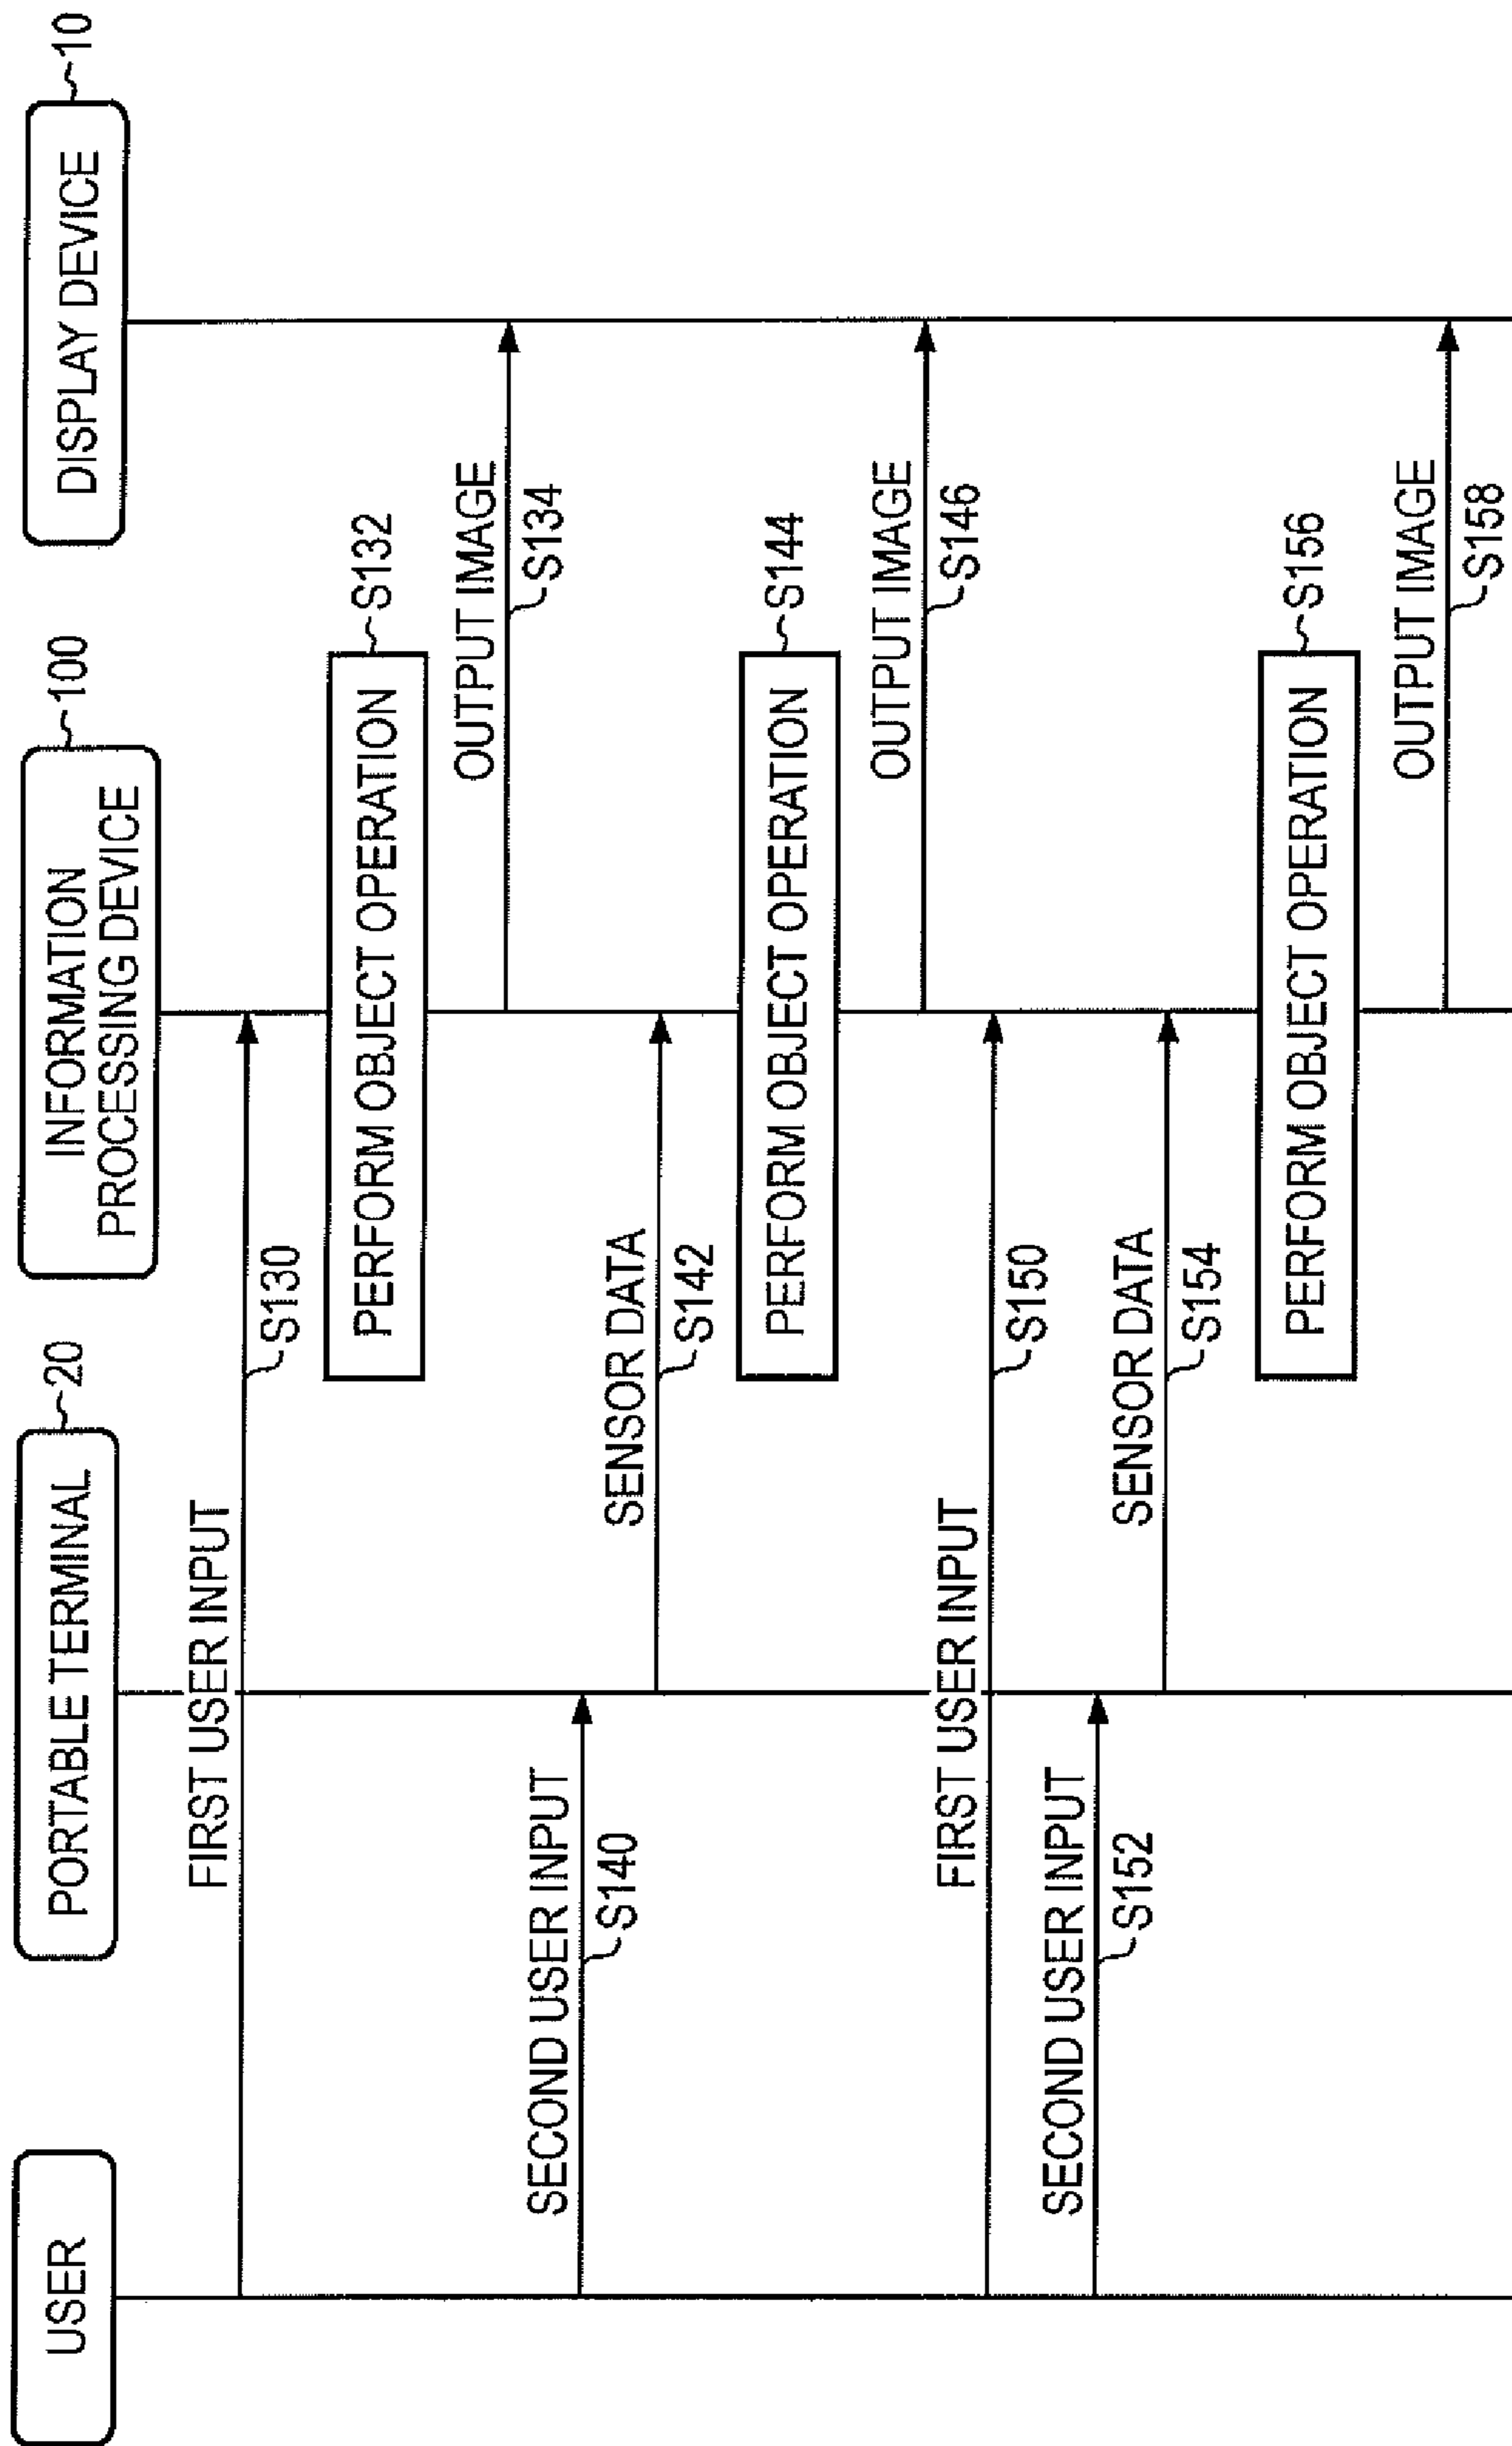 USER
PORTABLE TERMINAL
~20
INFORMATION
PROCESSING DEVICE
~100
DISPLAY DEVICE
~10
FIRST USER INPUT
S130
PERFORM OBJECT OPERATION
~S132
OUTPUT IMAGE
S134
SECOND USER INPUT
S140
SENSOR DATA
S142
PERFORM OBJECT OPERATION
~S144
OUTPUT IMAGE
S146
FIRST USER INPUT
S150
SECOND USER INPUT
S152
SENSOR DATA
S154
PERFORM OBJECT OPERATION
~S156
OUTPUT IMAGE
S158